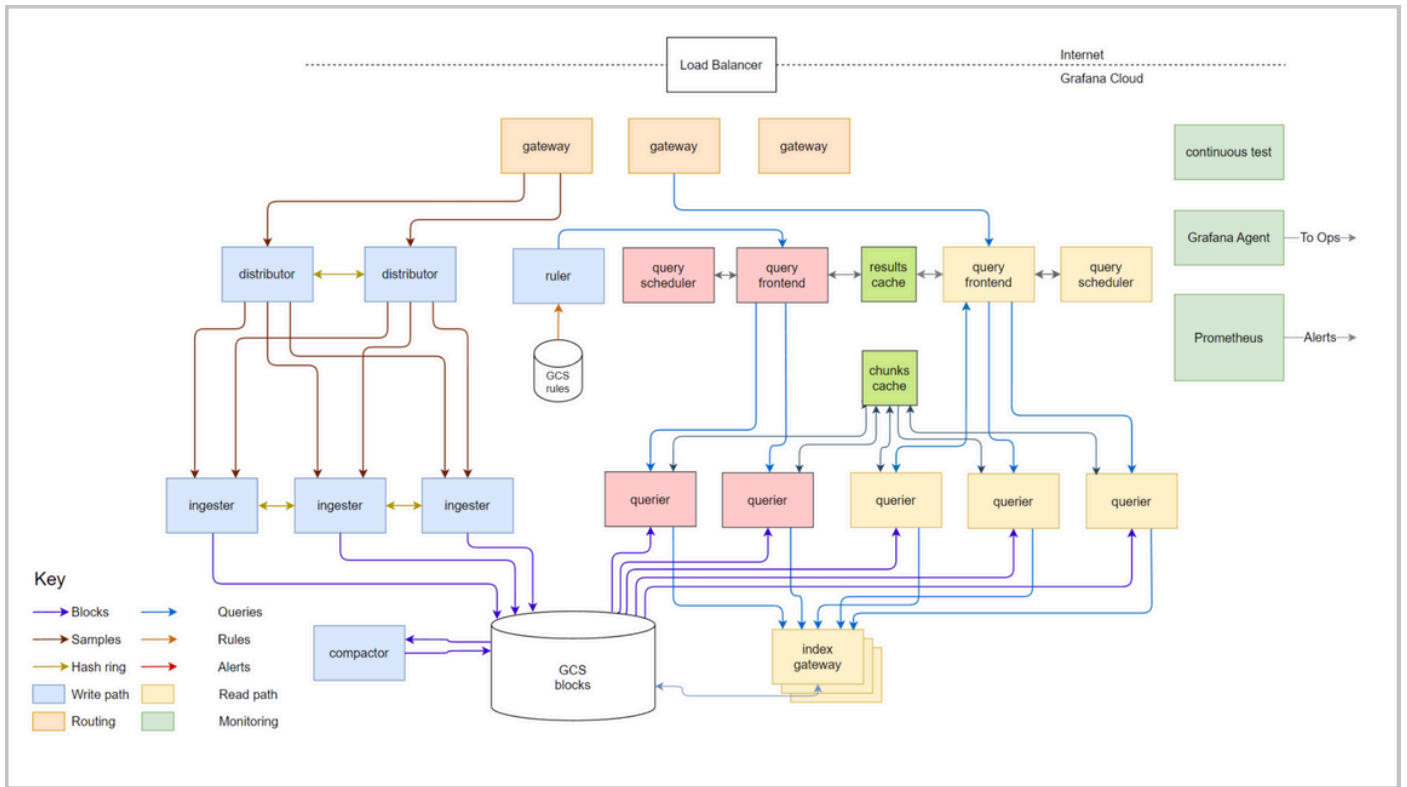 Load Balancer
Internet
Grafana Cloud
gateway
gateway
gateway
continuous test
Grafana Agent
To Ops
Prometheus
Alerts
distributor
distributor
ruler
query
scheduler
query
frontend
results
cache
query
frontend
query
scheduler
GCS
rules
chunks
cache
ingester
ingester
ingester
querier
querier
querier
querier
querier
compactor
GCS
blocks
index
gateway
Key
Blocks
Queries
Samples
Rules
Hash ring
Alerts
Write path
Read path
Routing
Monitoring